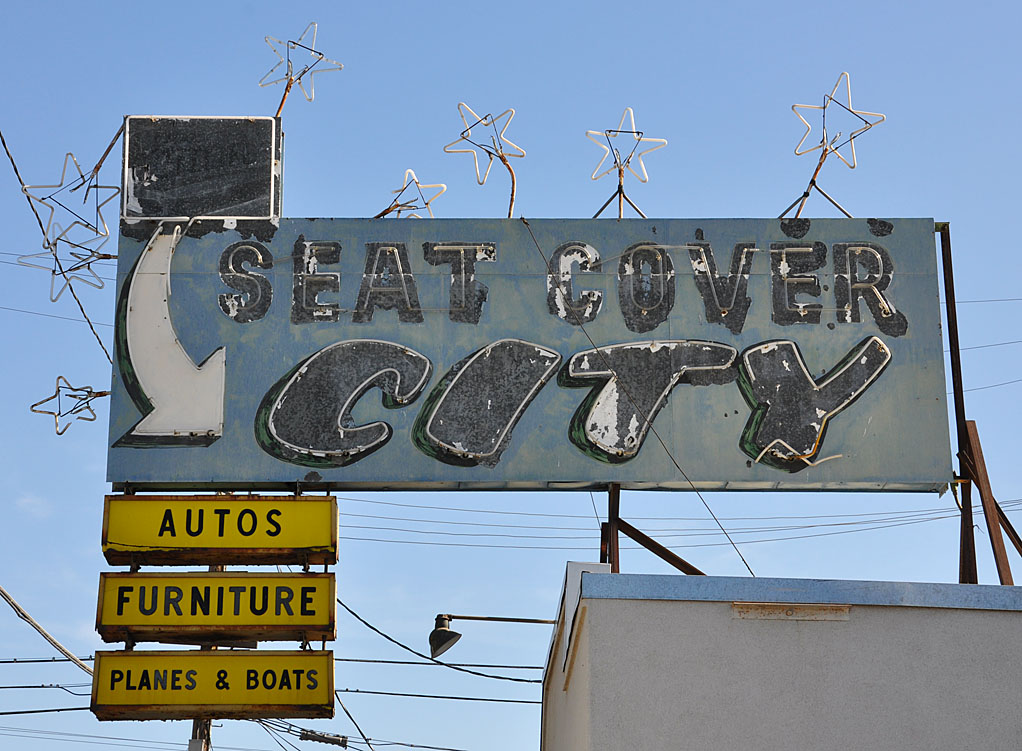 SEAT COVER
CITY
AUTOS
FURNITURE
PLANES & BOATS